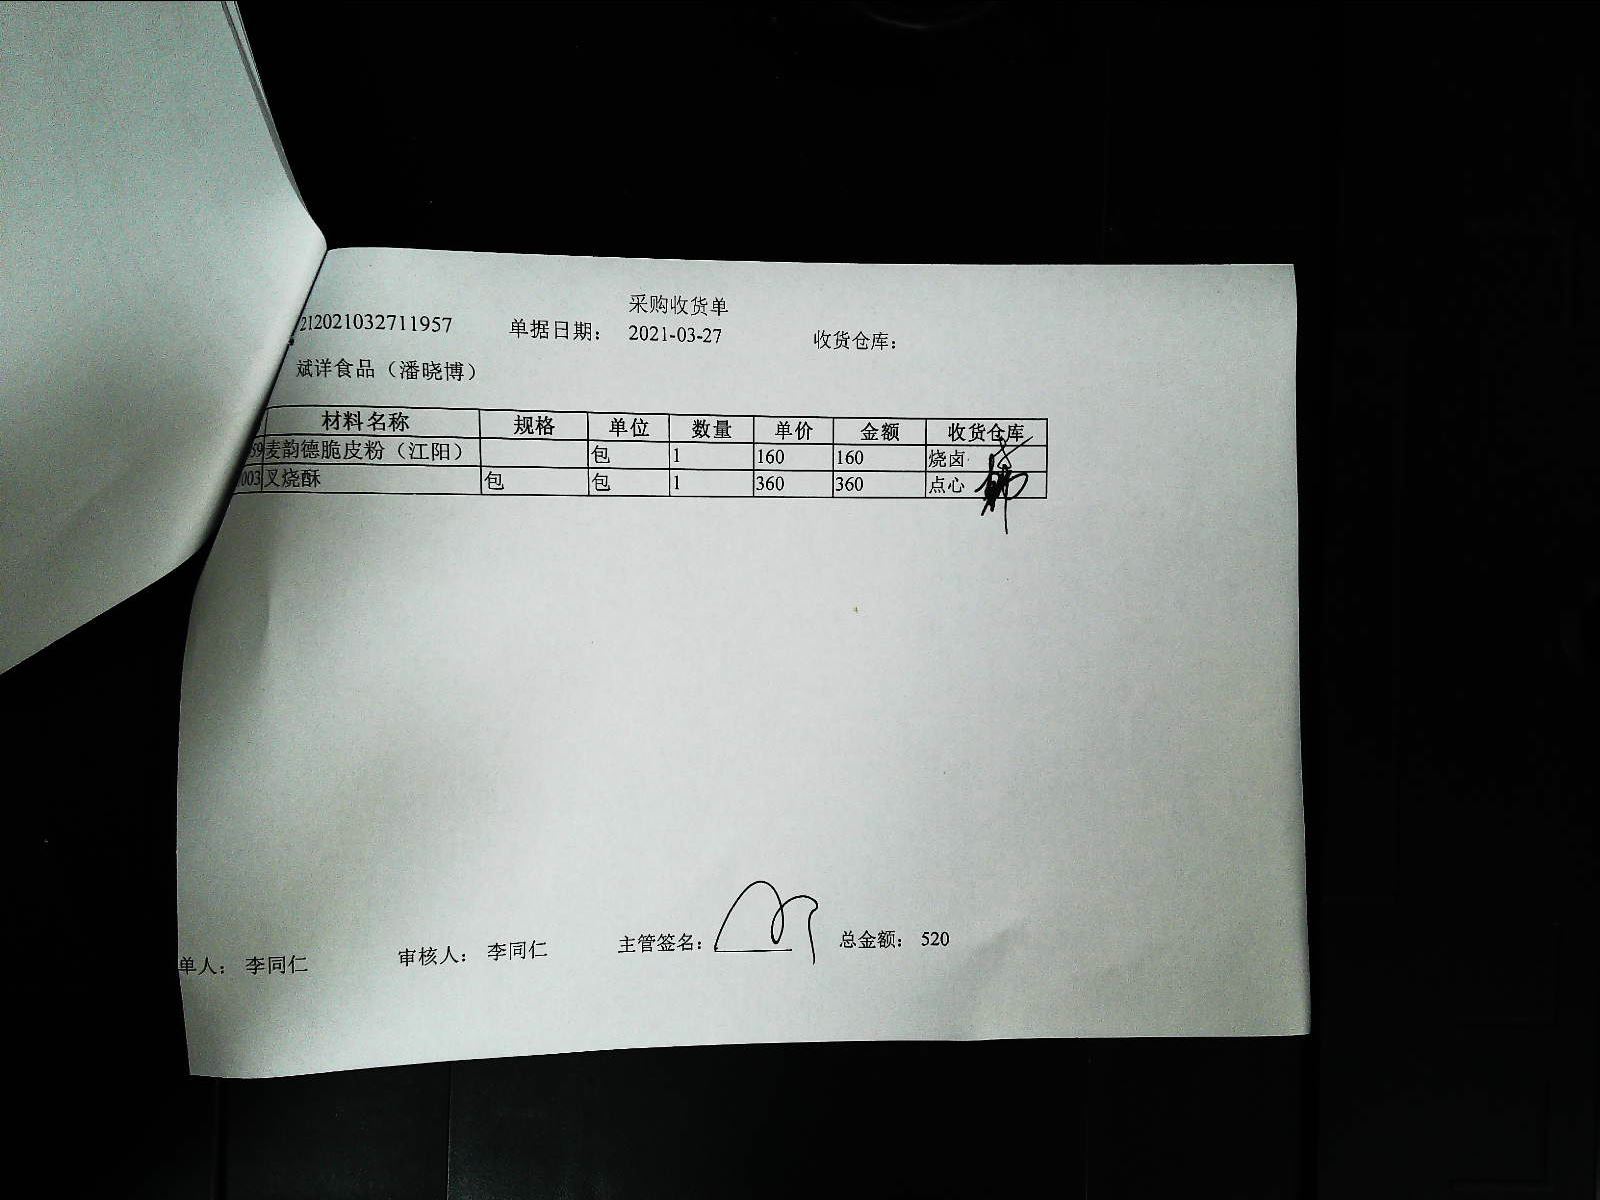 采购收货单
212021032711957 单据日期： 2021-03-27 收货仓库：
斌洋食品（潘晓博）
材料名称 规格 单位 数量 单价 金额 收货仓库
59 麦韵德脆皮粉（江阳） 包 1 160 160 烧卤
003 叉烧酥 包 包 1 360 360 点心
单人： 李同仁 审核人： 李同仁 主管签名： 总金额： 520